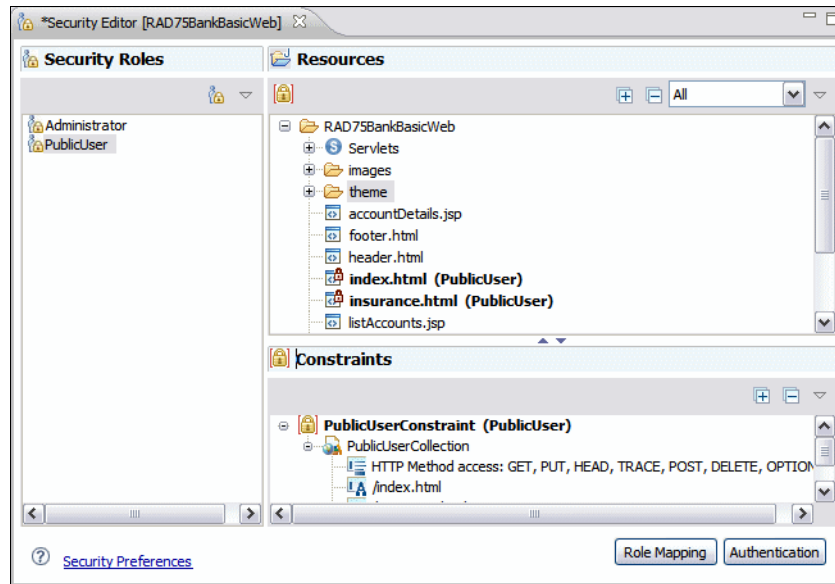 *Security Editor [RAD75BankBasicWeb]
Security Roles
Administrator
PublicUser
Resources
All
RAD75BankBasicWeb
S Servlets
images
theme
accountDetails.jsp
footer.html
header.html
index.html (PublicUser)
insurance.html (PublicUser)
listAccounts.jsp
Constraints
PublicUserConstraint (PublicUser)
PublicUserCollection
HTTP Method access: GET, PUT, HEAD, TRACE, POST, DELETE, OPTION
/index.html
? Security Preferences
Role Mapping
Authentication